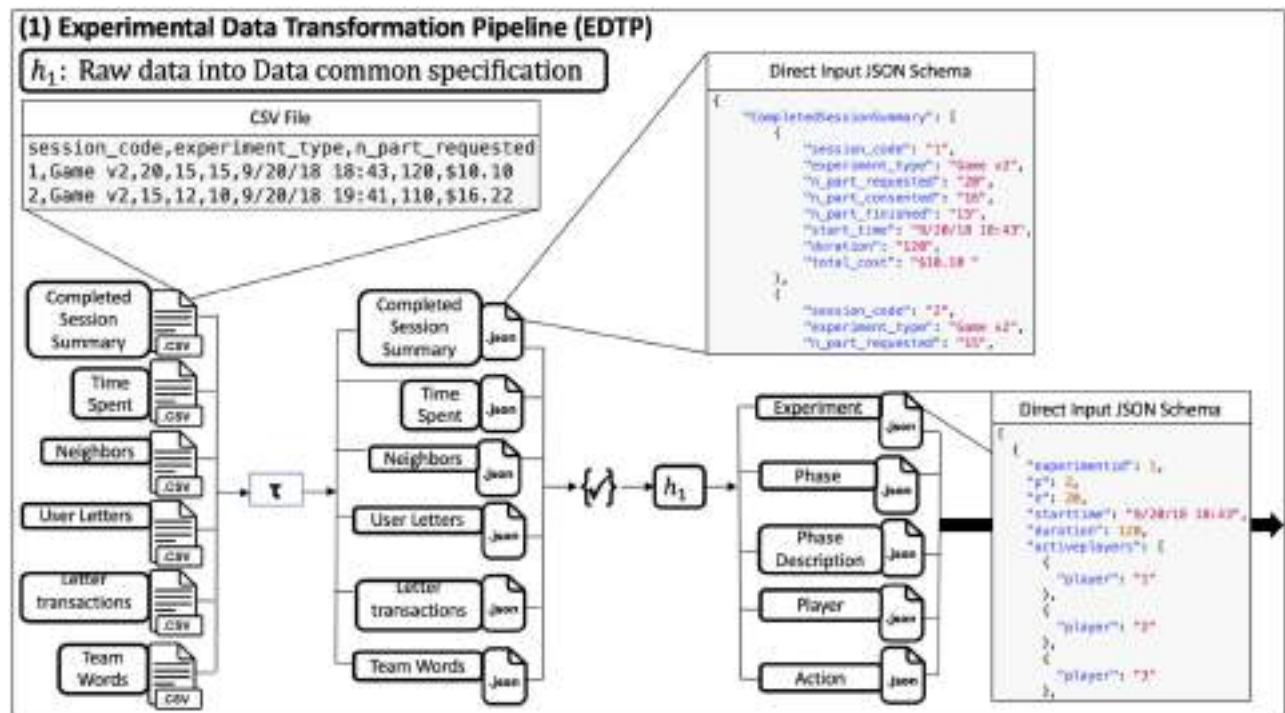 (1) Experimental Data Transformation Pipeline (EDTP)
h₁: Raw data into Data common specification
CSV File
session_code,experiment_type,n_part_requested
1,Game v2,20,15,15,9/20/18 18:43,120,$10.10
2,Game v2,15,12,10,9/20/18 19:41,110,$16.22
Direct Input JSON Schema
{
"CompletedSessionSummary": [
{
"session_code": "1",
"experiment_type": "Game v2",
"n_part_requested": "20",
"n_part_consented":
"n_part_finished":
"start_time": "9/20/18 18:43",
"duration": "120",
"total_cost": "$10.10 "
},
{
"session_code": "2",
"experiment_type": "Game v2",
"n_part_requested": "15",
Completed
Session
Summary
.CSV
Time
Spent
.CSV
Neighbors
.CSV
User Letters
.CSV
Letter
transactions
.CSV
Team
Words
.CSV
τ
Completed
Session
Summary
.json
Time
Spent
.json
Neighbors
.json
User Letters
.json
Letter
transactions
.json
Team Words
.json
{✓}
h₁
Experiment
.json
Phase
.json
Phase
Description
.json
Player
.json
Action
.json
Direct Input JSON Schema
[
{
"experimentid": 1,
2,
20,
"starttime": "9/20/18 18:43",
"duration": 120,
"activeplayers": [
{
"player": "1"
},
{
"player": "2"
},
{
"player": "3"
},